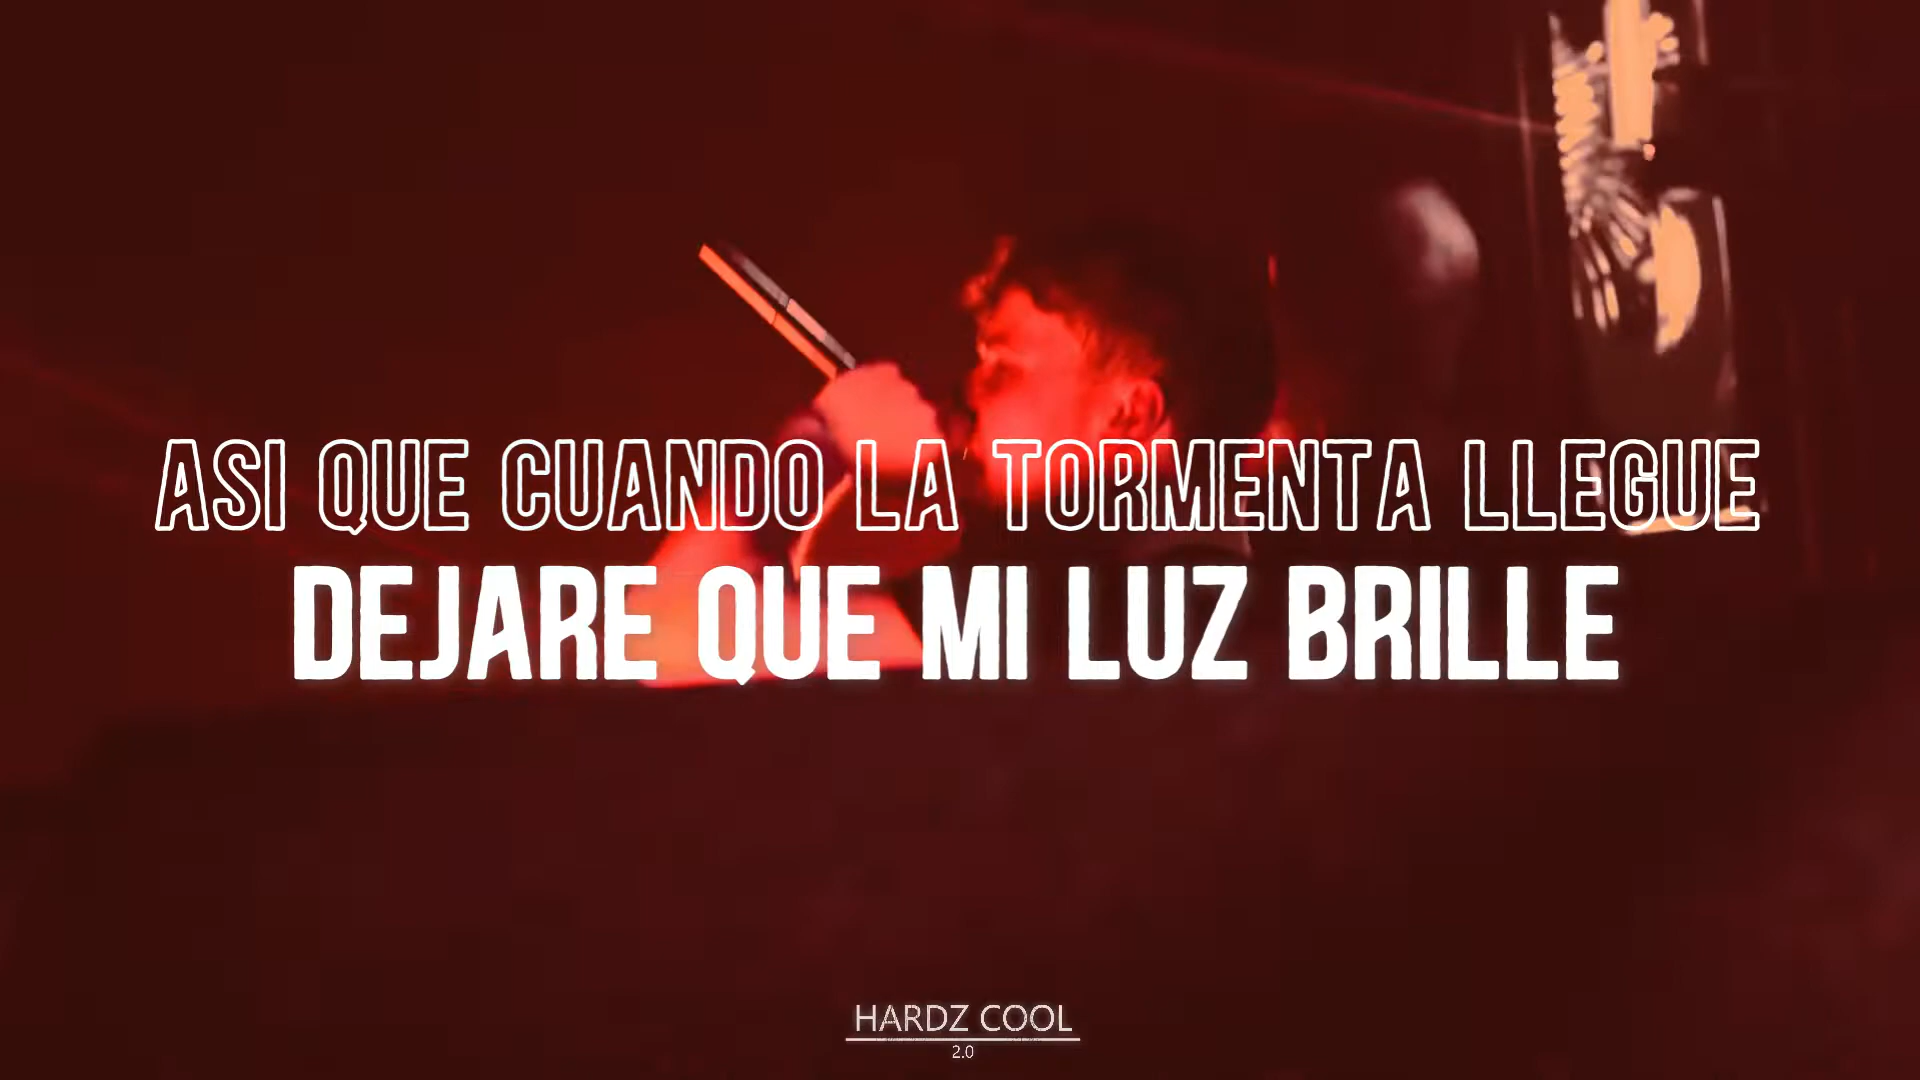 ASI QUE CUANDO LA TORMENTA LLEGUE
DEJARE QUE MI LUZ BRILLE
HARDZ COOL
2.0